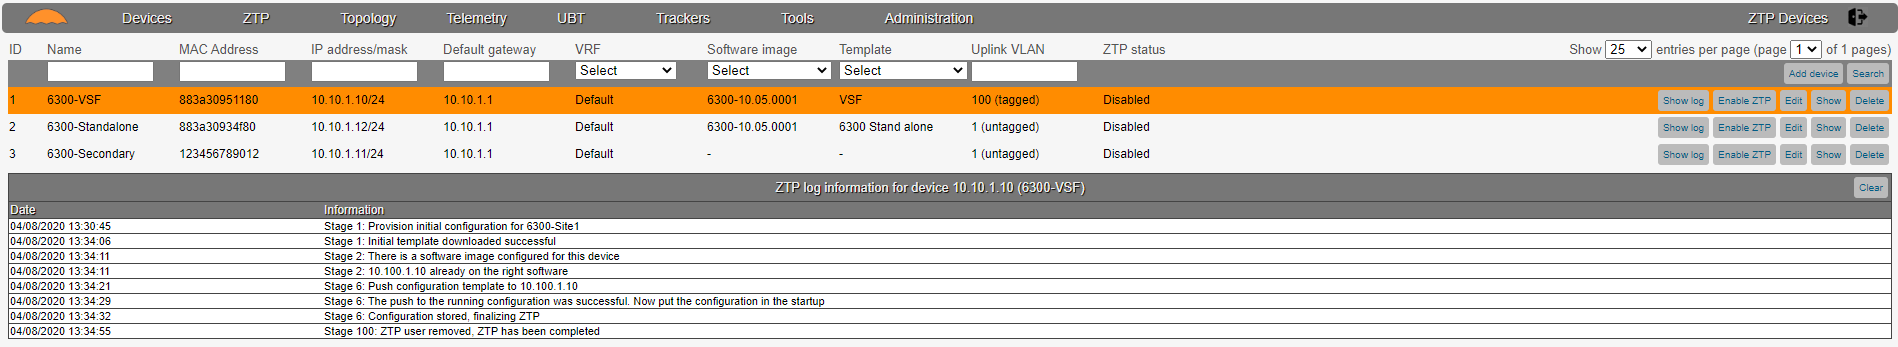 Devices ZTP Topology Telemetry UBT Trackers Tools Administration ZTP Devices
ID Name MAC Address IP address/mask Default gateway VRF Software image Template Uplink VLAN ZTP status Show 25 entries per page (page 1 of 1 pages)
Select Select Select Add device Search
1 6300-VSF 883a30951180 10.10.1.10/24 10.10.1.1 Default 6300-10.05.0001 VSF 100 (tagged) Disabled Show log Enable ZTP Edit Show Delete
2 6300-Standalone 883a30934f80 10.10.1.12/24 10.10.1.1 Default 6300-10.05.0001 6300 Stand alone 1 (untagged) Disabled Show log Enable ZTP Edit Show Delete
3 6300-Secondary 123456789012 10.10.1.11/24 10.10.1.1 Default - - 1 (untagged) Disabled Show log Enable ZTP Edit Show Delete
ZTP log information for device 10.10.1.10 (6300-VSF) Clear
Date Information
04/08/2020 13:30:45 Stage 1: Provision initial configuration for 6300-Site1
04/08/2020 13:34:06 Stage 1: Initial template downloaded successful
04/08/2020 13:34:11 Stage 2: There is a software image configured for this device
04/08/2020 13:34:11 Stage 2: 10.100.1.10 already on the right software
04/08/2020 13:34:21 Stage 6: Push configuration template to 10.100.1.10
04/08/2020 13:34:29 Stage 6: The push to the running configuration was successful. Now put the configuration in the startup
04/08/2020 13:34:32 Stage 6: Configuration stored, finalizing ZTP
04/08/2020 13:34:55 Stage 100: ZTP user removed, ZTP has been completed